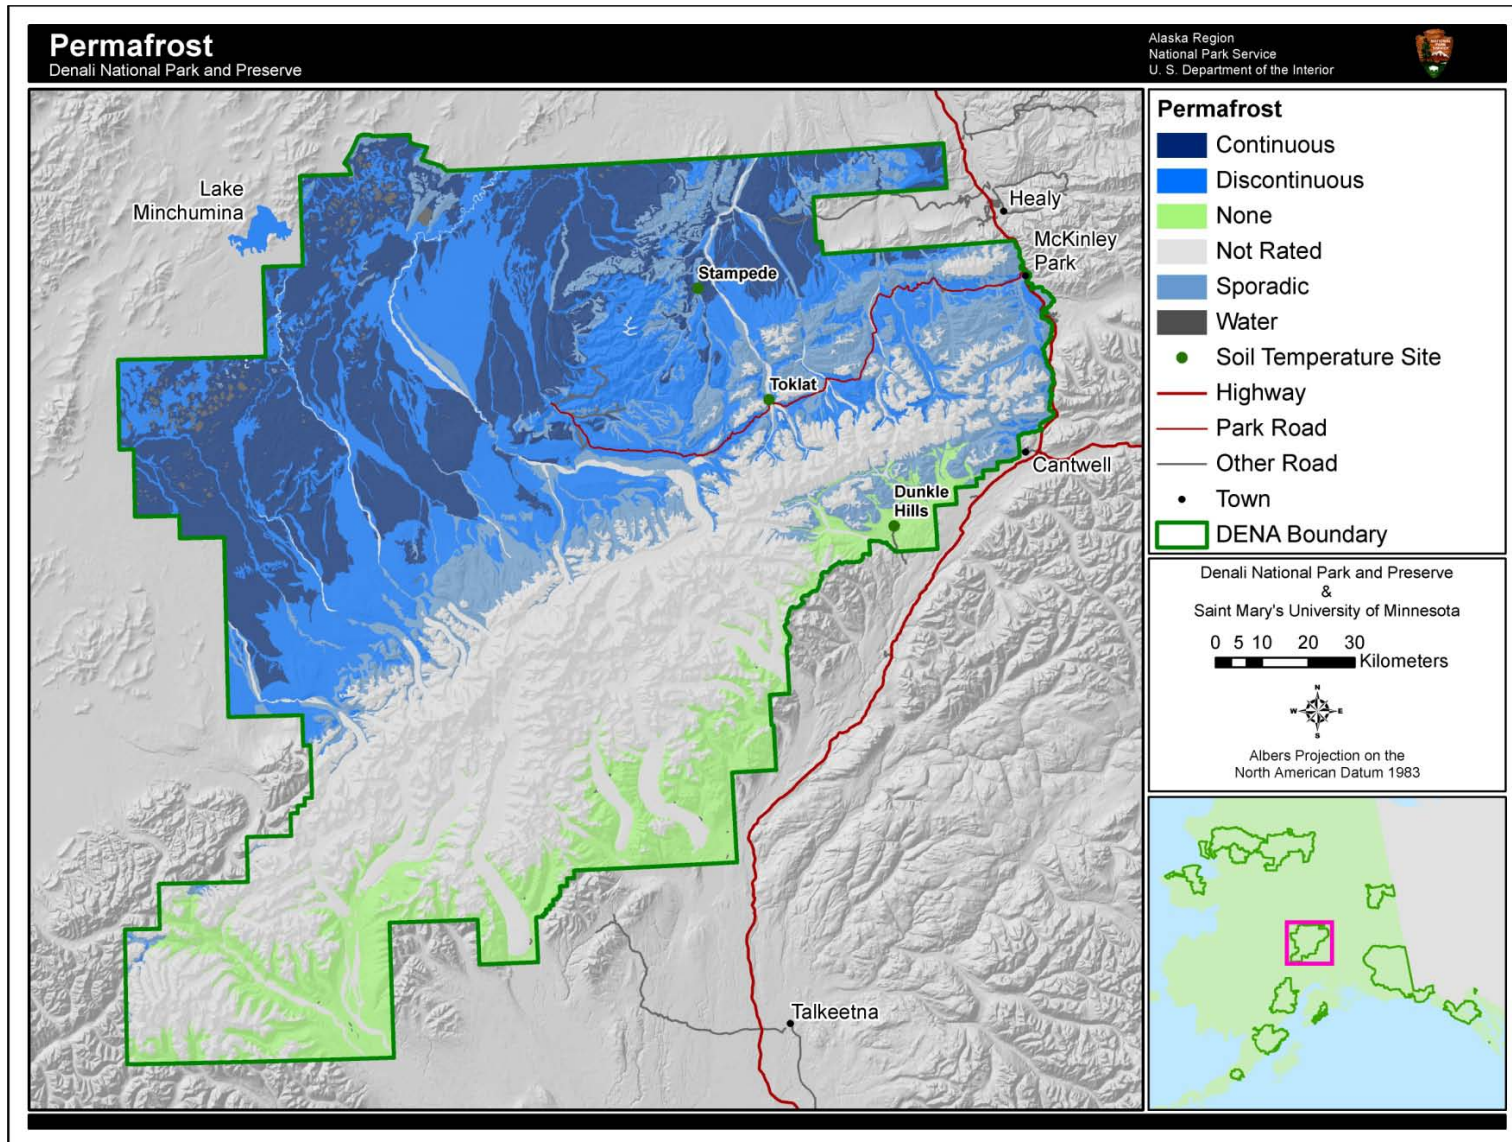 Permafrost
Denali National Park and Preserve
Alaska Region
National Park Service
U. S. Department of the Interior
Lake
Minchumina
Healy
McKinley
Park
Stampede
Toklat
Cantwell
Dunkle
Hills
Talkeetna
Permafrost
Continuous
Discontinuous
None
Not Rated
Sporadic
Water
Soil Temperature Site
Highway
Park Road
Other Road
Town
DENA Boundary
Denali National Park and Preserve
&
Saint Mary's University of Minnesota
0 5 10 20 30
Kilometers
N
W E
S
Albers Projection on the
North American Datum 1983